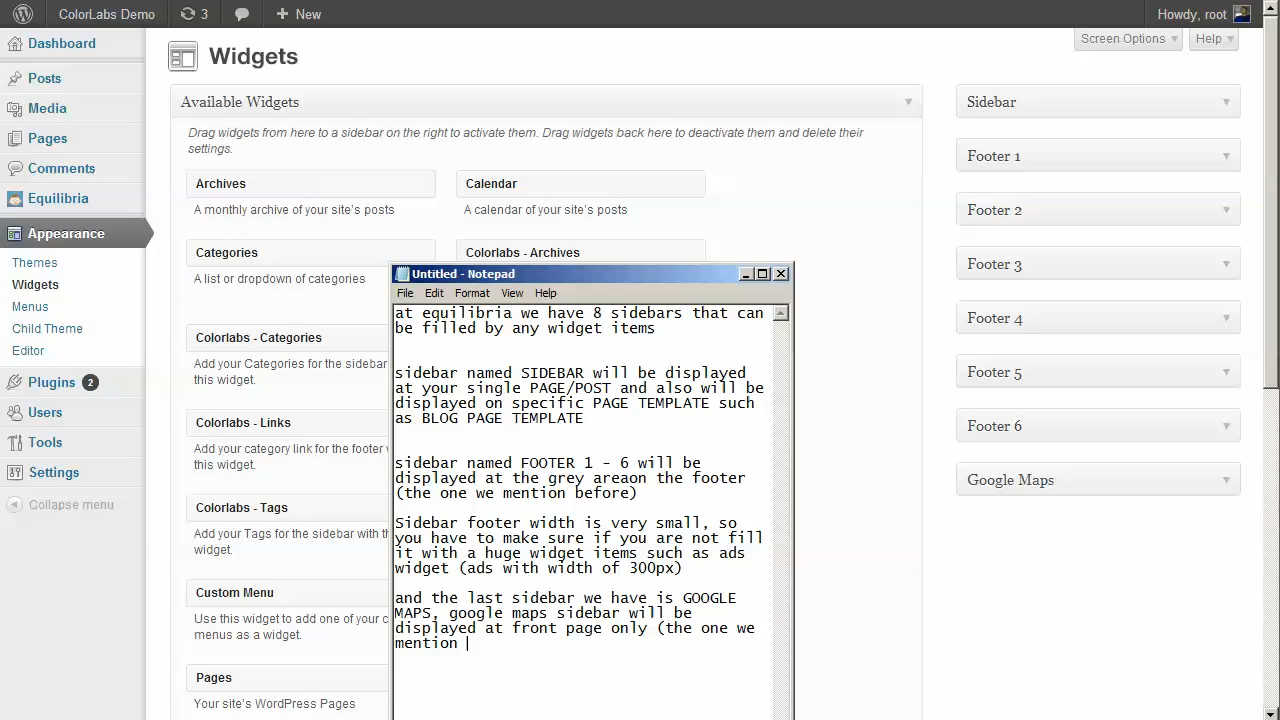 ColorLabs Demo
3
New
Howdy, root
Dashboard
Posts
Media
Pages
Comments
Equilibria
Appearance
Themes
Widgets
Menus
Child Theme
Editor
Plugins 2
Users
Tools
Settings
Collapse menu
Screen Options
Help
Widgets
Available Widgets
Drag widgets from here to a sidebar on the right to activate them. Drag widgets back here to deactivate them and delete their
settings.
Archives
A monthly archive of your site's posts
Calendar
A calendar of your site's posts
Categories
A list or dropdown of categories
Colorlabs - Archives
Colorlabs - Categories
Add your Categories for the sidebar
this widget.
Colorlabs - Links
Add your category link for the footer
widget.
Colorlabs - Tags
Add your Tags for the sidebar with th
widget.
Custom Menu
Use this widget to add one of your c
menus as a widget.
Pages
Your site's WordPress Pages
Untitled - Notepad
File Edit Format View Help
at equilibria we have 8 sidebars that can
be filled by any widget items
sidebar named SIDEBAR will be displayed
at your single PAGE/POST and also will be
displayed on specific PAGE TEMPLATE such
as BLOG PAGE TEMPLATE
sidebar named FOOTER 1 - 6 will be
displayed at the grey areaon the footer
(the one we mention before)
Sidebar footer width is very small, so
you have to make sure if you are not fill
it with a huge widget items such as ads
widget (ads with width of 300px)
and the last sidebar we have is GOOGLE
MAPS, google maps sidebar will be
displayed at front page only (the one we
mention
Sidebar
Footer 1
Footer 2
Footer 3
Footer 4
Footer 5
Footer 6
Google Maps